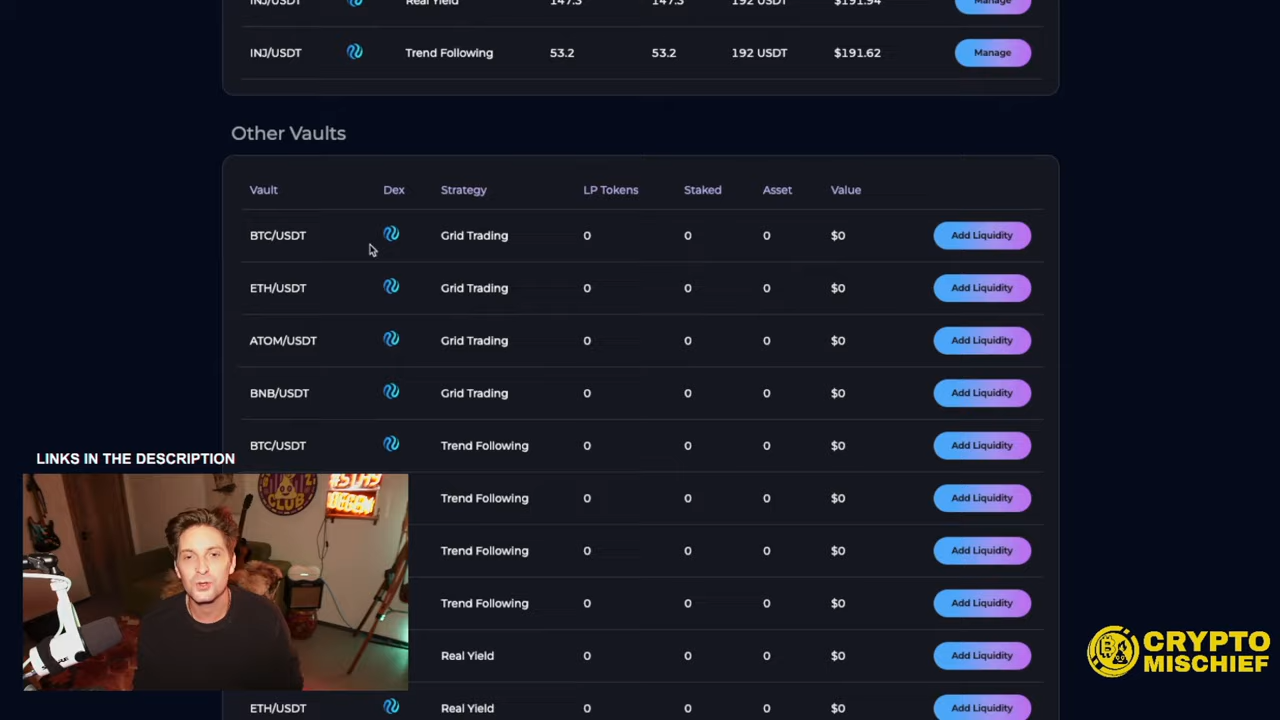 INJ/USDT Real Yield 147.3 147.3 192 USDT $191.94 Manage
INJ/USDT Trend Following 53.2 53.2 192 USDT $191.62 Manage
Other Vaults
Vault Dex Strategy LP Tokens Staked Asset Value
BTC/USDT Grid Trading 0 0 0 $0 Add Liquidity
ETH/USDT Grid Trading 0 0 0 $0 Add Liquidity
ATOM/USDT Grid Trading 0 0 0 $0 Add Liquidity
BNB/USDT Grid Trading 0 0 0 $0 Add Liquidity
BTC/USDT Trend Following 0 0 0 $0 Add Liquidity
LINKS IN THE DESCRIPTION
Trend Following 0 0 0 $0 Add Liquidity
Trend Following 0 0 0 $0 Add Liquidity
Trend Following 0 0 0 $0 Add Liquidity
Real Yield 0 0 0 $0 Add Liquidity
ETH/USDT Real Yield 0 0 0 $0 Add Liquidity
CLUB
CRYPTO
MISCHIEF